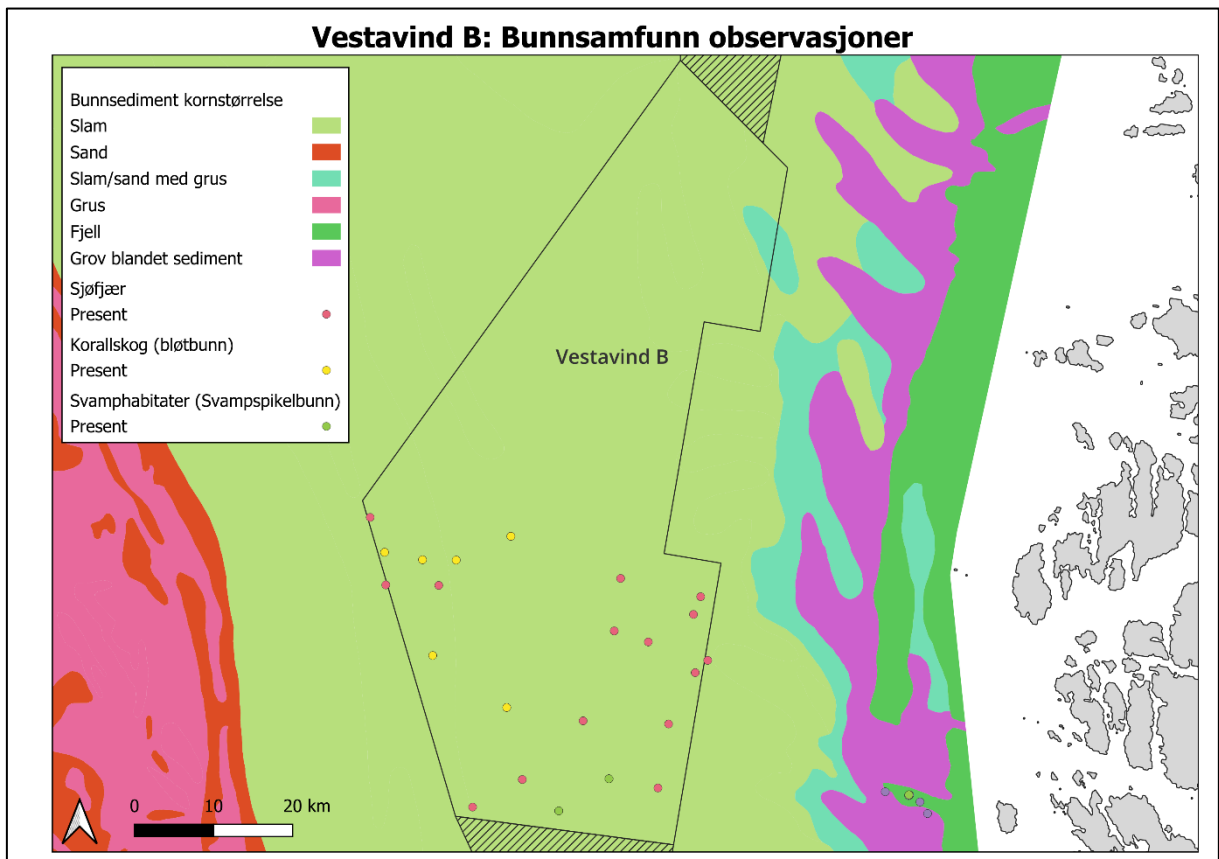 Vestavind B: Bunnsamfunn observasjoner
Bunnsediment kornstørrelse
Slam
Sand
Slam/sand med grus
Grus
Fjell
Grov blandet sediment
Sjøfjær
Present
Korallskog (bløtbunn)
Present
Svamphabitater (Svampspikelbunn)
Present
Vestavind B
0 10 20 km